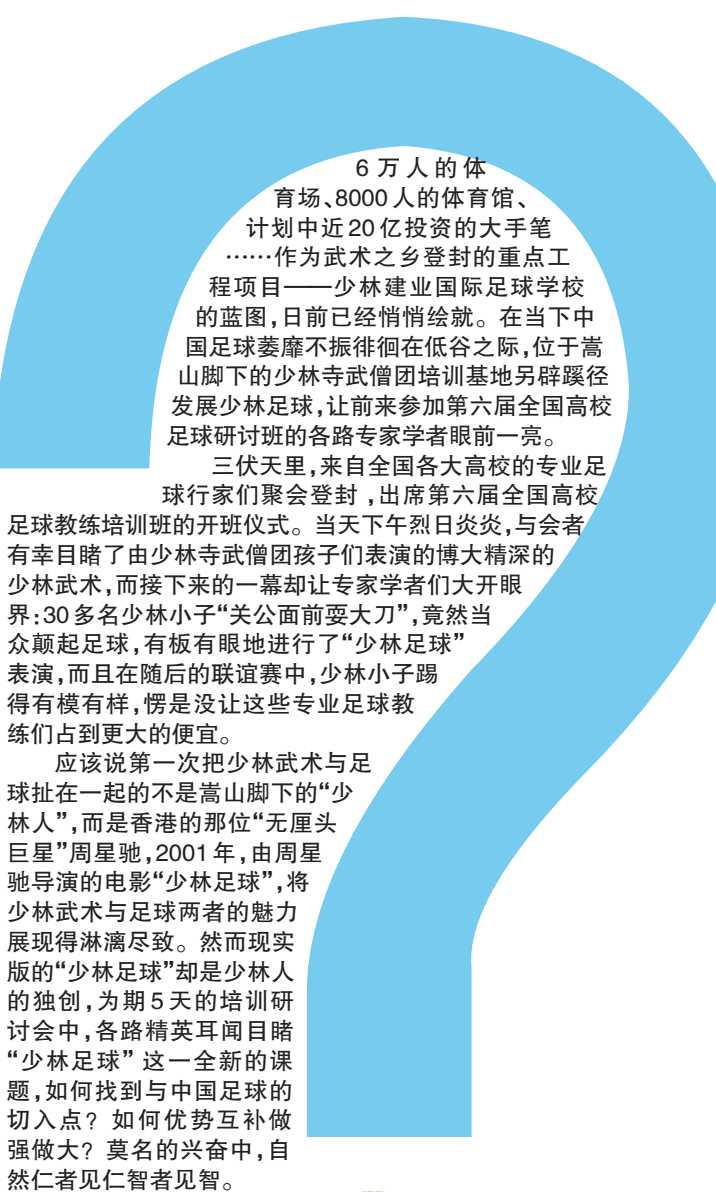 6万人的体
育场、8000人的体育馆、
计划中近20亿投资的大手笔
……作为武术之乡登封的重点工
程项目——少林建业国际足球学校
的蓝图,日前已经悄悄绘就。在当下中
国足球萎靡不振徘徊在低谷之际,位于嵩
山脚下的少林寺武僧团培训基地另辟蹊径
发展少林足球,让前来参加第六届全国高校
足球研讨班的各路专家学者眼前一亮。
三伏天里,来自全国各大高校的专业足
球行家们聚会登封,出席第六届全国高校
足球教练培训班的开班仪式。当天下午烈日炎炎,与会者
有幸目睹了由少林寺武僧团孩子们表演的博大精深的
少林武术,而接下来的一幕却让专家学者们大开眼
界:30多名少林小子“关公面前耍大刀”,竟然当
众颠起足球,有板有眼地进行了“少林足球”
表演,而且在随后的联谊赛中,少林小子踢
得有模有样,愣是没让这些专业足球教
练们占到更大的便宜。
应该说第一次把少林武术与足
球扯在一起的不是嵩山脚下的“少
林人”,而是香港的那位“无厘头
巨星”周星驰,2001年,由周星
驰导演的电影“少林足球”,将
少林武术与足球两者的魅力
展现得淋漓尽致。然而现实
版的“少林足球”却是少林人
的独创,为期5天的培训研
讨会中,各路精英耳闻目睹
“少林足球”这一全新的课
题,如何找到与中国足球的
切入点?如何优势互补做
强做大?莫名的兴奋中,自
然仁者见仁智者见智。